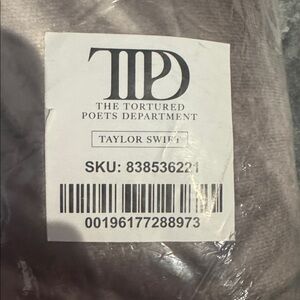 TTPD
THE TORTURED
POETS DEPARTMENT
TAYLOR SWIFT
SKU: 838536221
00196177288973